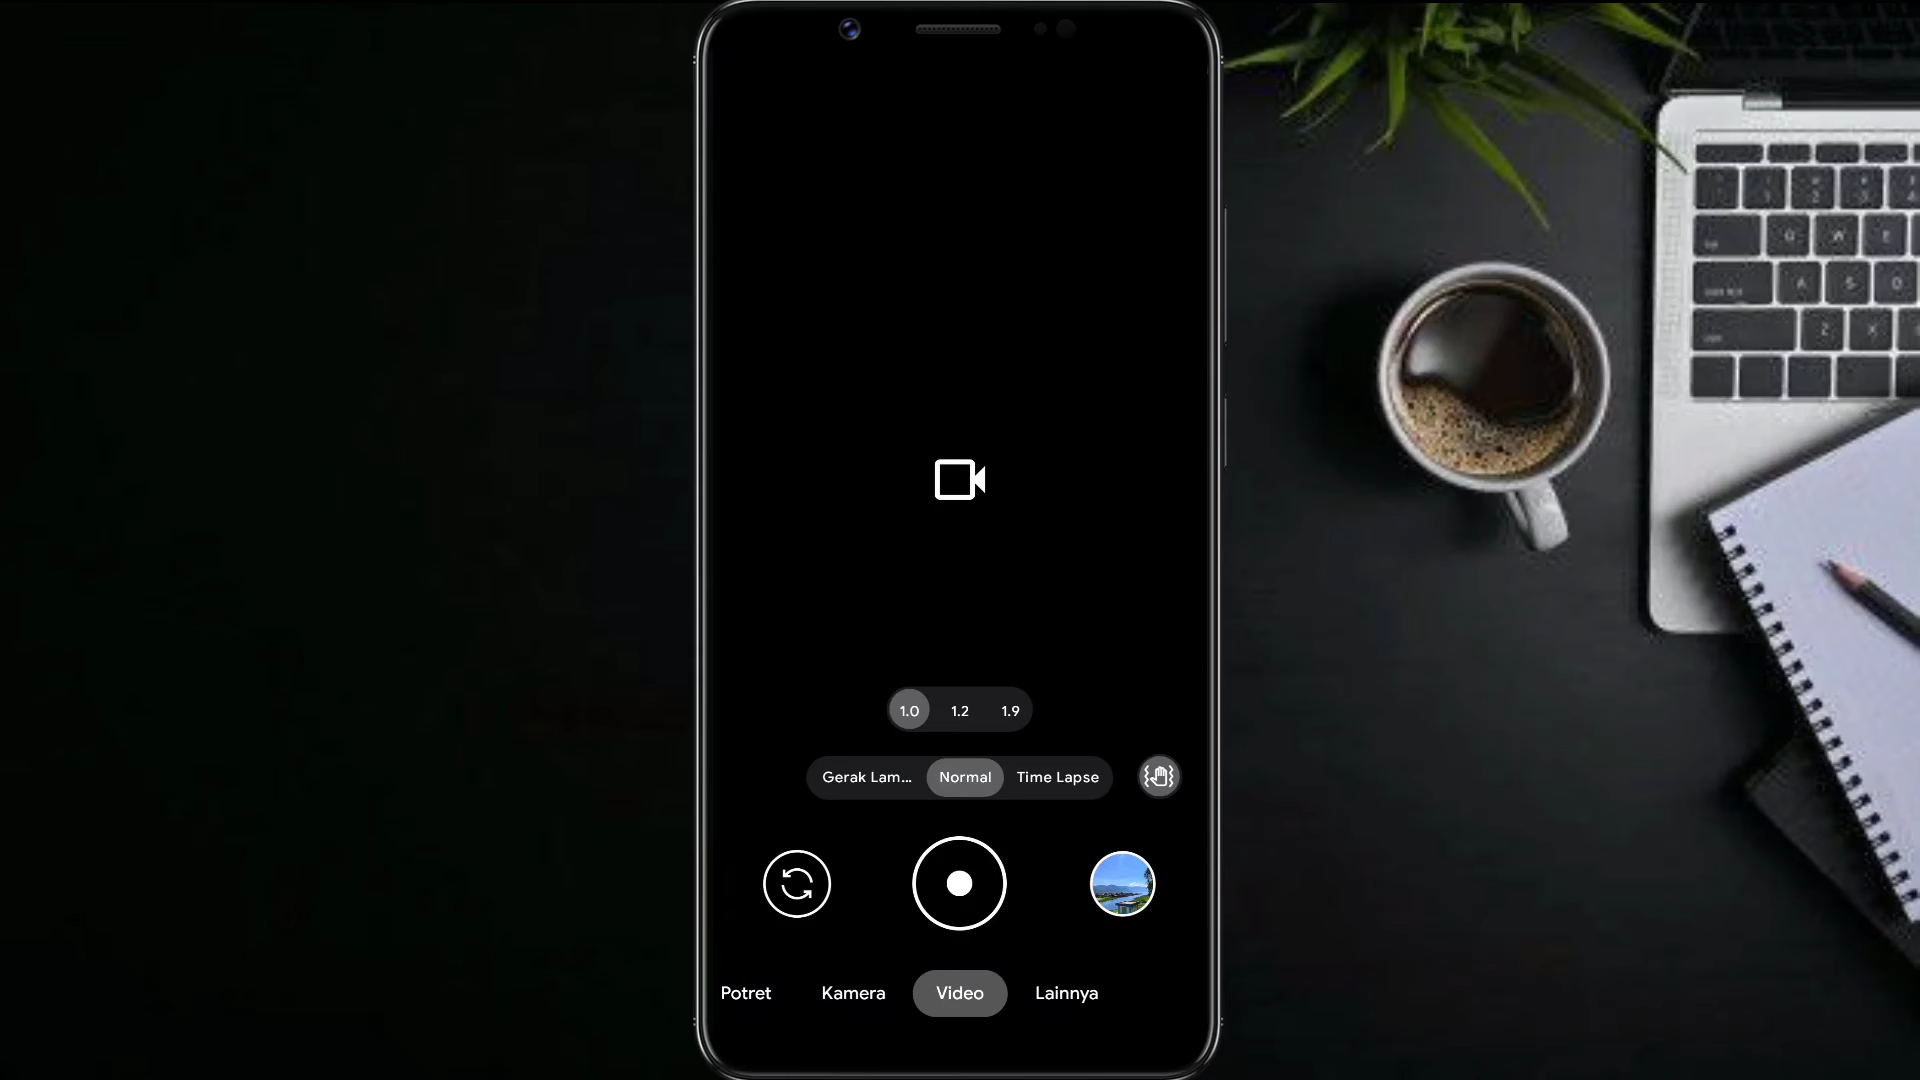 1.0 1.2 1.9
Gerak Lam... Normal Time Lapse
Potret Kamera Video Lainnya
Q W E
A S D
Z X